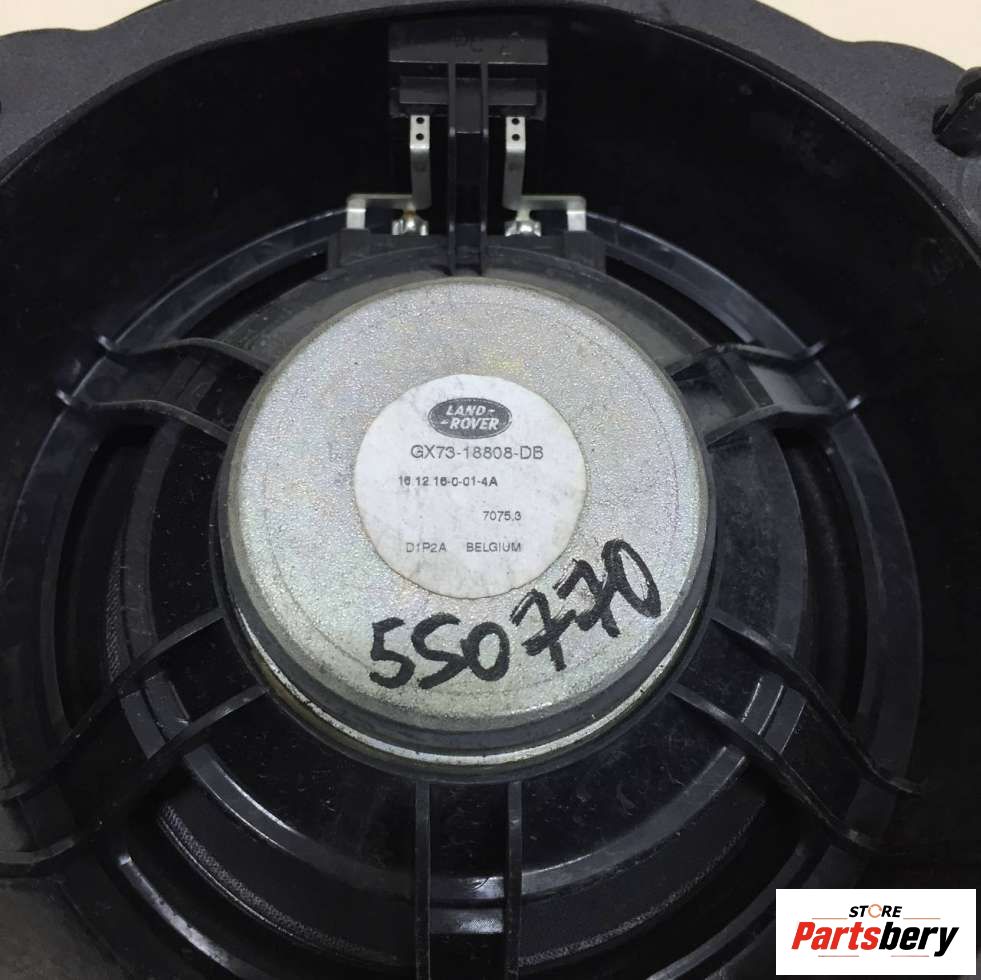 LAND-
-ROVER
GX73-18808-DB
16.12.16-0-01-4A
7075.3
D1P2A BELGIUM
550770
STORE
Partsbery